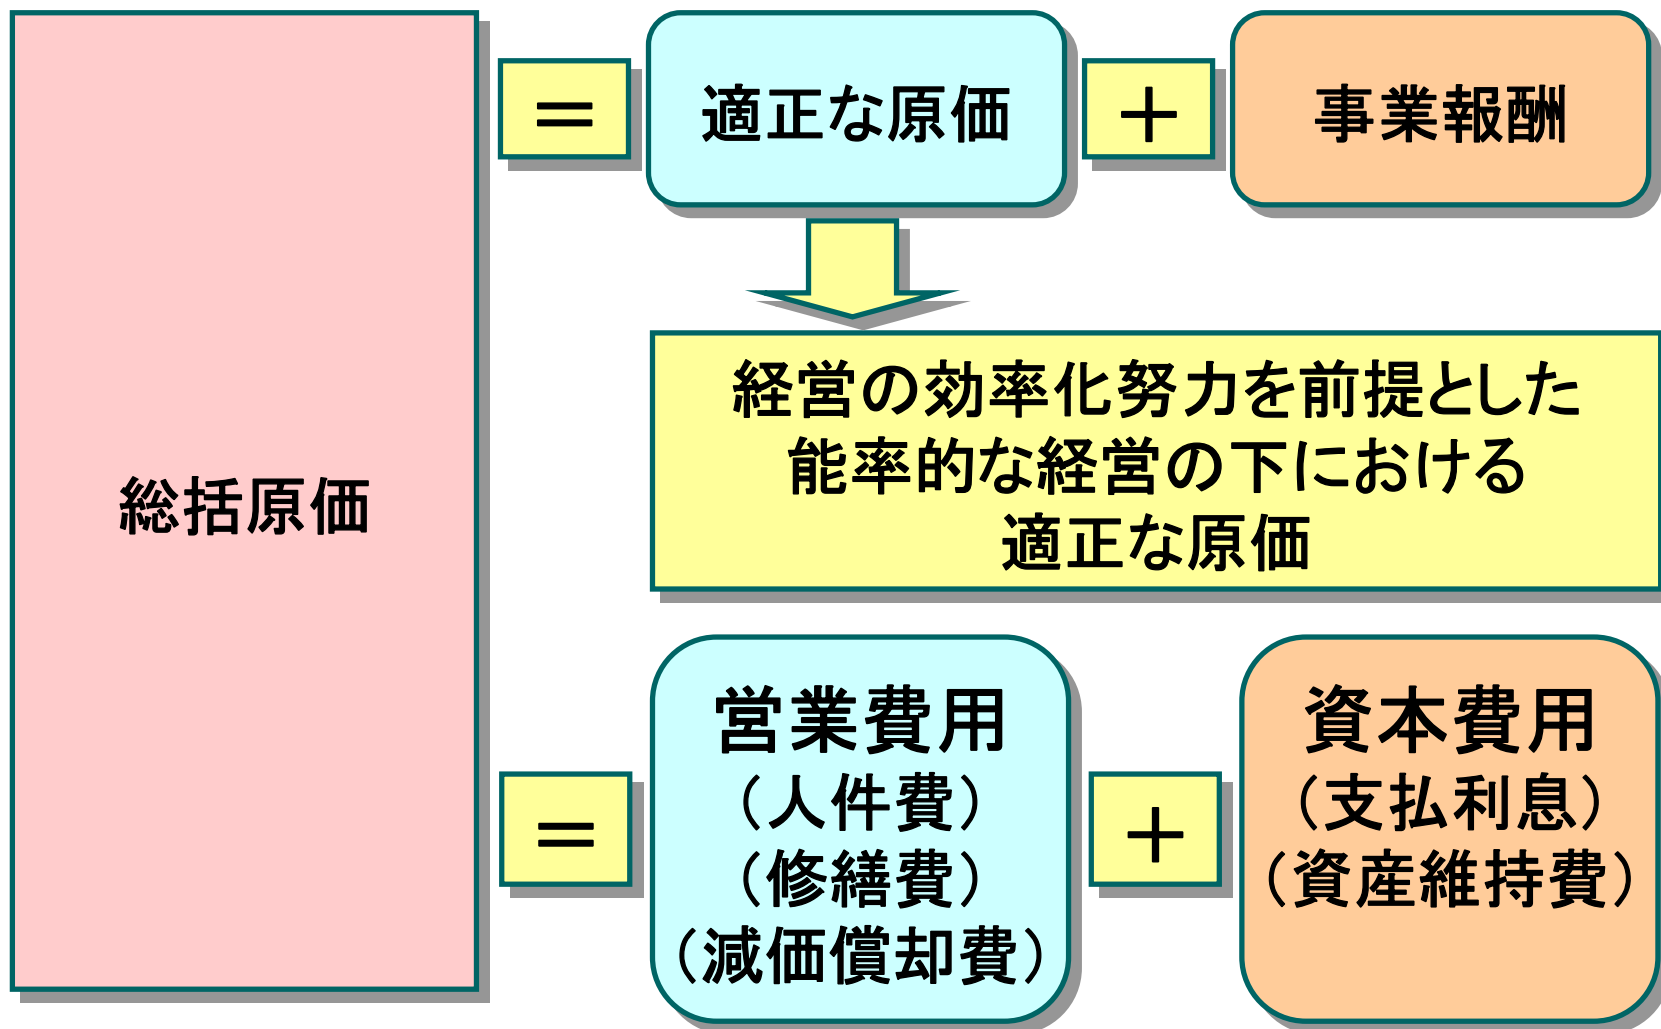 総括原価
＝
適正な原価
＋
事業報酬
経営の効率化努力を前提とした
能率的な経営の下における
適正な原価
＝
営業費用
（人件費）
（修繕費）
（減価償却費）
＋
資本費用
（支払利息）
（資産維持費）